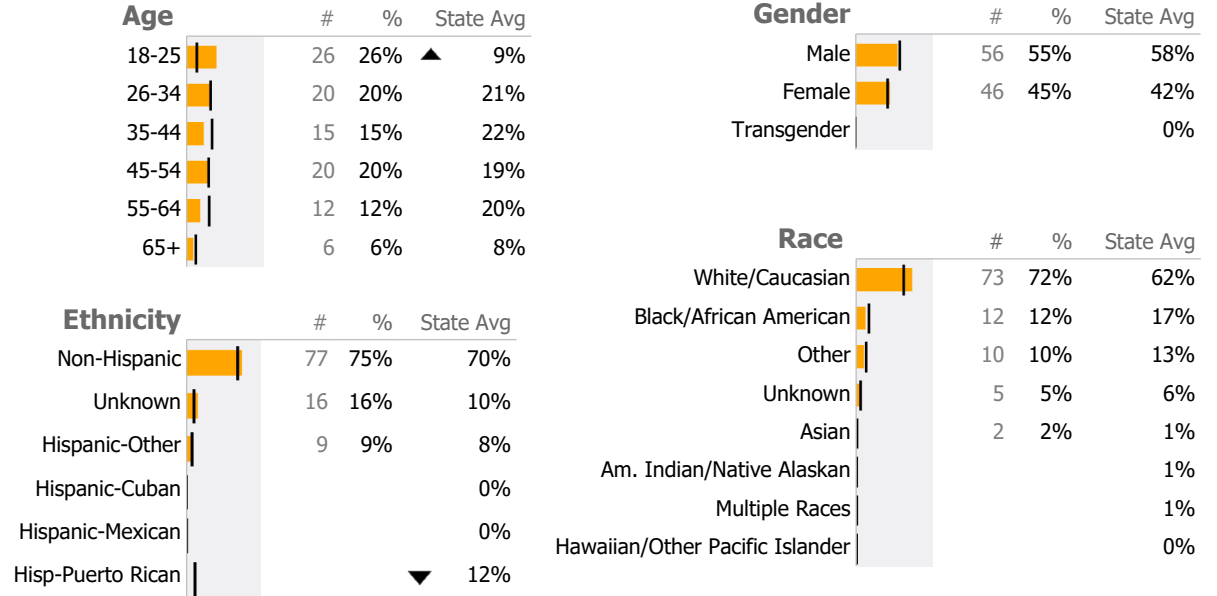 Age # % State Avg
18-25 26 26% ▲ 9%
26-34 20 20% 21%
35-44 15 15% 22%
45-54 20 20% 19%
55-64 12 12% 20%
65+ 6 6% 8%
Ethnicity # % State Avg
Non-Hispanic 77 75% 70%
Unknown 16 16% 10%
Hispanic-Other 9 9% 8%
Hispanic-Cuban 0%
Hispanic-Mexican 0%
Hisp-Puerto Rican ▼ 12%
Gender # % State Avg
Male 56 55% 58%
Female 46 45% 42%
Transgender 0%
Race # % State Avg
White/Caucasian 73 72% 62%
Black/African American 12 12% 17%
Other 10 10% 13%
Unknown 5 5% 6%
Asian 2 2% 1%
Am. Indian/Native Alaskan 1%
Multiple Races 1%
Hawaiian/Other Pacific Islander 0%